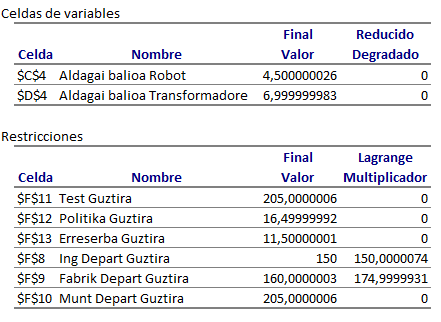 Celdas de variables
Final Reducido
Celda Nombre Valor Degradado
$C$4 Aldagai balioa Robot 4,500000026 0
$D$4 Aldagai balioa Transformadore 6,999999983 0
Restricciones
Final Lagrange
Celda Nombre Valor Multiplicador
$F$11 Test Guztira 205,0000006 0
$F$12 Politika Guztira 16,49999992 0
$F$13 Erreserba Guztira 11,50000001 0
$F$8 Ing Depart Guztira 150 150,0000074
$F$9 Fabrik Depart Guztira 160,0000003 174,9999931
$F$10 Munt Depart Guztira 205,0000006 0